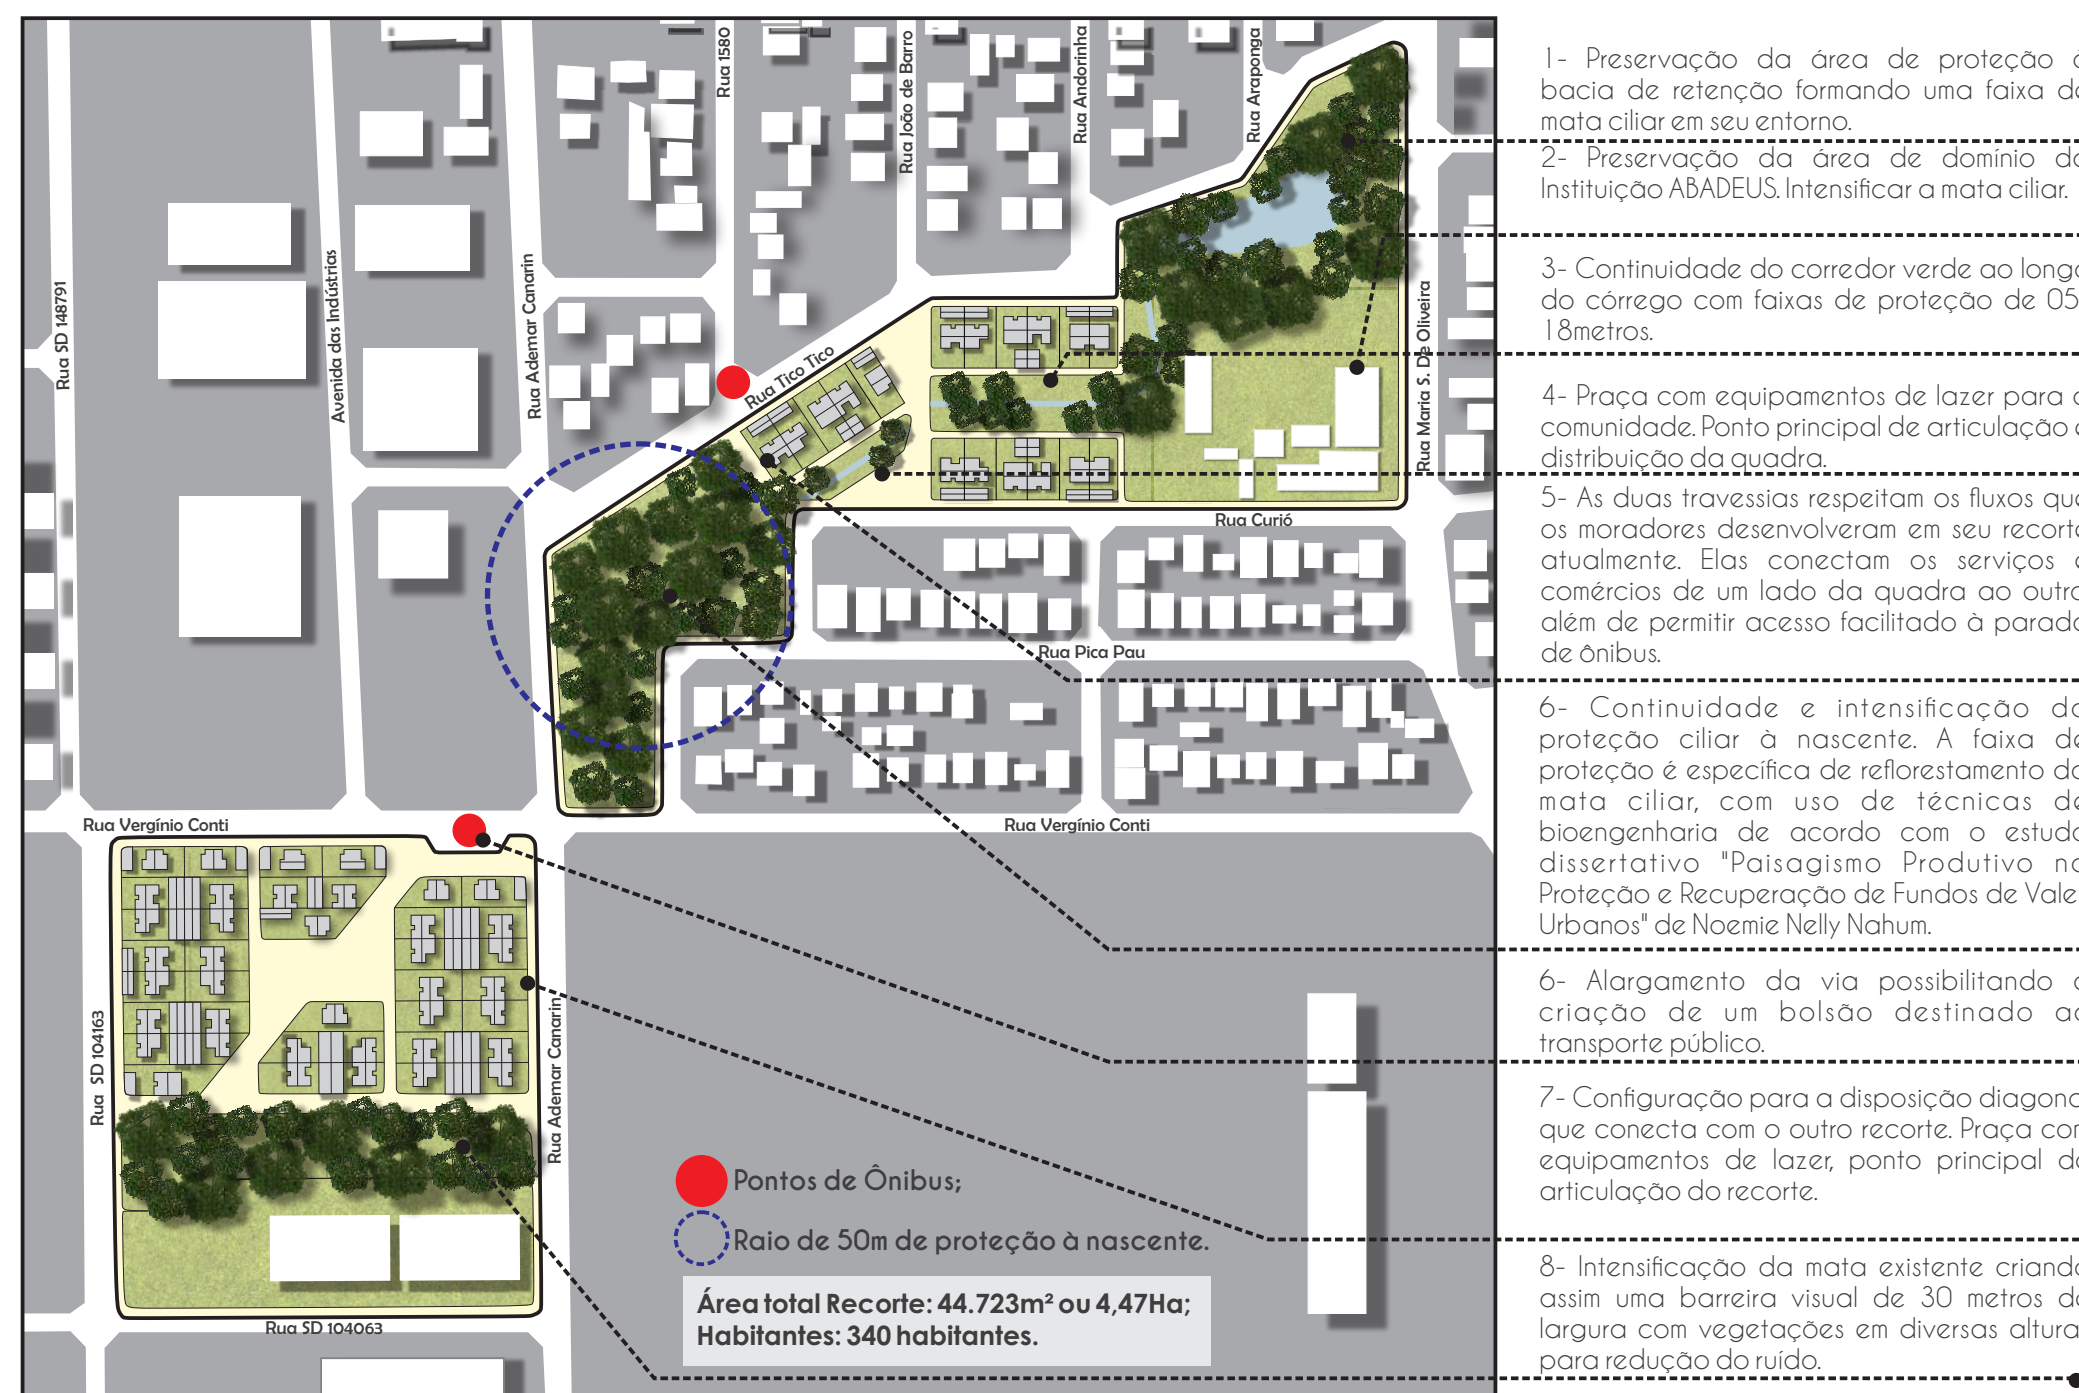 Rua 1580
Rua João de Barro
Rua Andorinha
Rua Araponga
Rua SD 148791
Avenida das Indústrias
Rua Ademar Canarin
Rua Tico Tico
Rua Maria S. De Oliveira
Rua Curió
Rua Pica Pau
Rua Vergínio Conti
Rua Vergínio Conti
Rua SD 104163
Rua Ademar Canarin
Rua SD 104063
Pontos de Ônibus;
Raio de 50m de proteção à nascente.
Área total Recorte: 44.723m² ou 4,47Ha;
Habitantes: 340 habitantes.
1- Preservação da área de proteção
bacia de retenção formando uma faixa
mata ciliar em seu entorno.
2- Preservação da área de domínio
Instituição ABADEUS. Intensificar a mata ciliar.
3- Continuidade do corredor verde ao
do córrego com faixas de proteção de 05
18metros.
4- Praça com equipamentos de lazer para
comunidade. Ponto principal de articulação
distribuição da quadra.
5- As duas travessias respeitam os fluxos
os moradores desenvolveram em seu
atualmente. Elas conectam os serviços
comércios de um lado da quadra ao
além de permitir acesso facilitado à
de ônibus.
6- Continuidade e intensificação
proteção ciliar à nascente. A faixa
proteção é específica de reflorestamento
mata ciliar, com uso de técnicas
bioengenharia de acordo com o
dissertativo "Paisagismo Produtivo
Proteção e Recuperação de Fundos de
Urbanos" de Noemie Nelly Nahum.
6- Alargamento da via possibilitando
criação de um bolsão destinado
transporte público.
7- Configuração para a disposição
que conecta com o outro recorte. Praça
equipamentos de lazer, ponto principal
articulação do recorte.
8- Intensificação da mata existente
assim uma barreira visual de 30 metros
largura com vegetações em diversas
para redução do ruído.